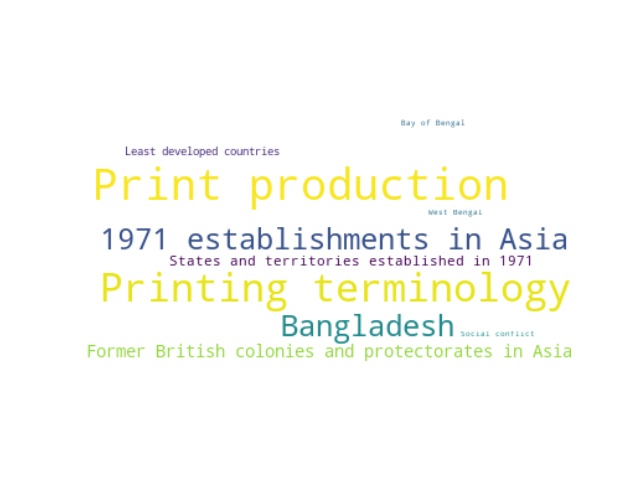 Bay of Bengal
Least developed countries
Print production
West Bengal
1971 establishments in Asia
States and territories established in 1971
Printing terminology
Bangladesh
Social conflict
Former British colonies and protectorates in Asia